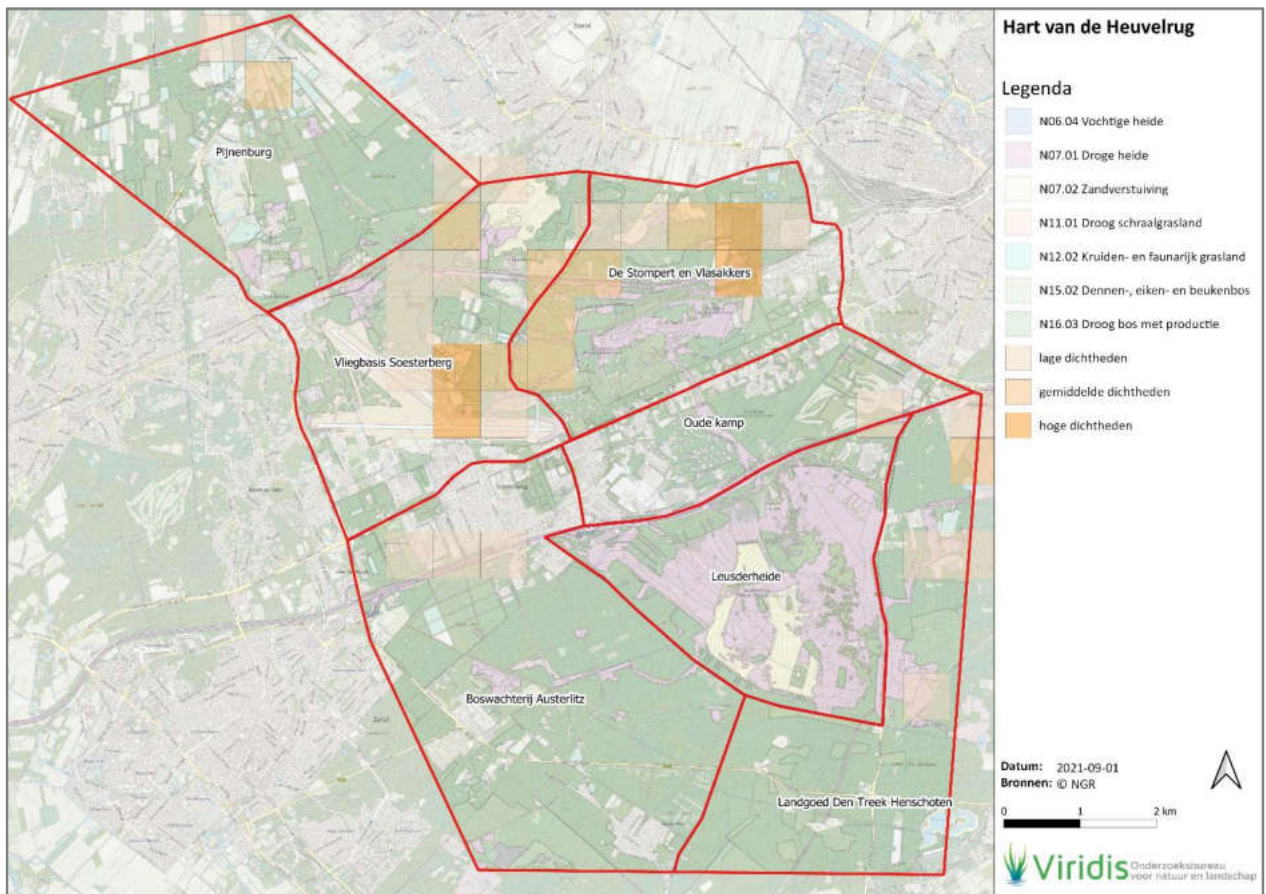 Hart van de Heuvelrug
Legenda
N06.04 Vochtige heide
N07.01 Droge heide
N07.02 Zandverstuiving
N11.01 Droog schraalgrasland
N12.02 Kruiden- en faunarijk grasland
N15.02 Dennen-, eiken- en beukenbos
N16.03 Droog bos met productie
lage dichtheden
gemiddelde dichtheden
hoge dichtheden
Pijnenburg
De Stompert en Vlasakkers
Vliegbasis Soesterberg
Oude kamp
Leusderheide
Boswachterij Austerlitz
Landgoed Den Treek Henschoten
Zeist
Datum: 2021-09-01
Bronnen: © NGR
0 1 2 km
Viridis Onderzoeksbureau
voor natuur en landschap